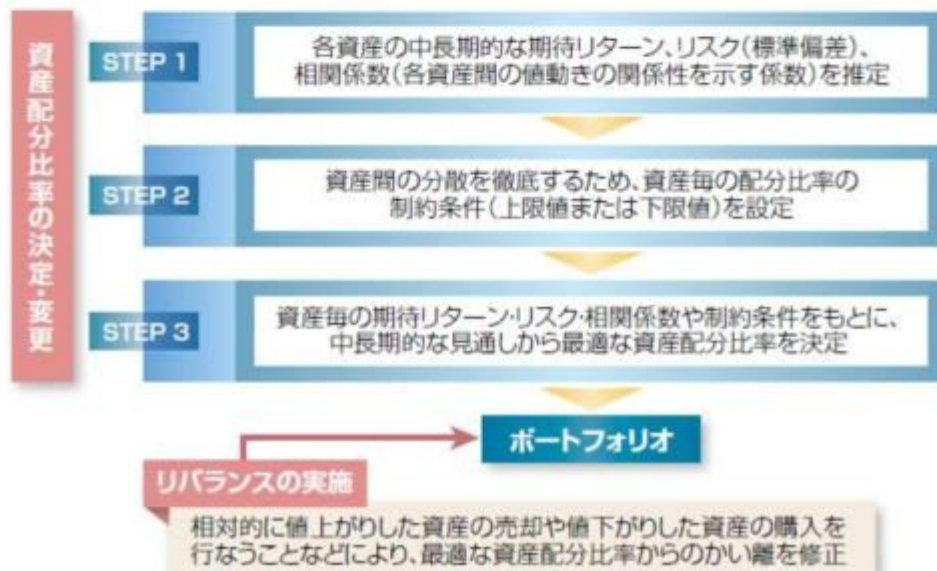 資産配分比率の決定・変更
STEP 1
各資産の中長期的な期待リターン、リスク(標準偏差)、
相関係数(各資産間の値動きの関係性を示す係数)を推定
STEP 2
資産間の分散を徹底するため、資産毎の配分比率の
制約条件(上限値または下限値)を設定
STEP 3
資産毎の期待リターン・リスク・相関係数や制約条件をもとに、
中長期的な見通しから最適な資産配分比率を決定
ポートフォリオ
リバランスの実施
相対的に値上がりした資産の売却や値下がりした資産の購入を
行なうことなどにより、最適な資産配分比率からのかい離を修正